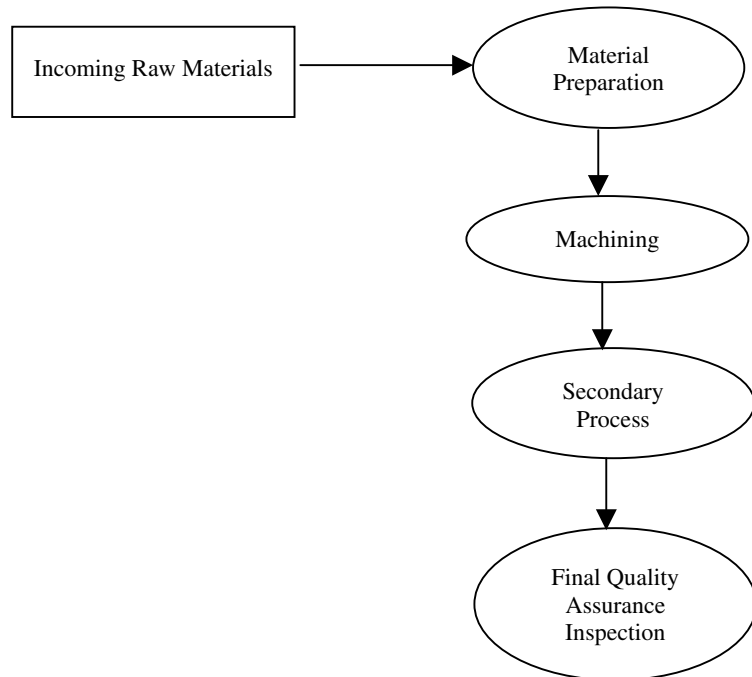 Incoming Raw Materials
Material
Preparation
Machining
Secondary
Process
Final Quality
Assurance
Inspection